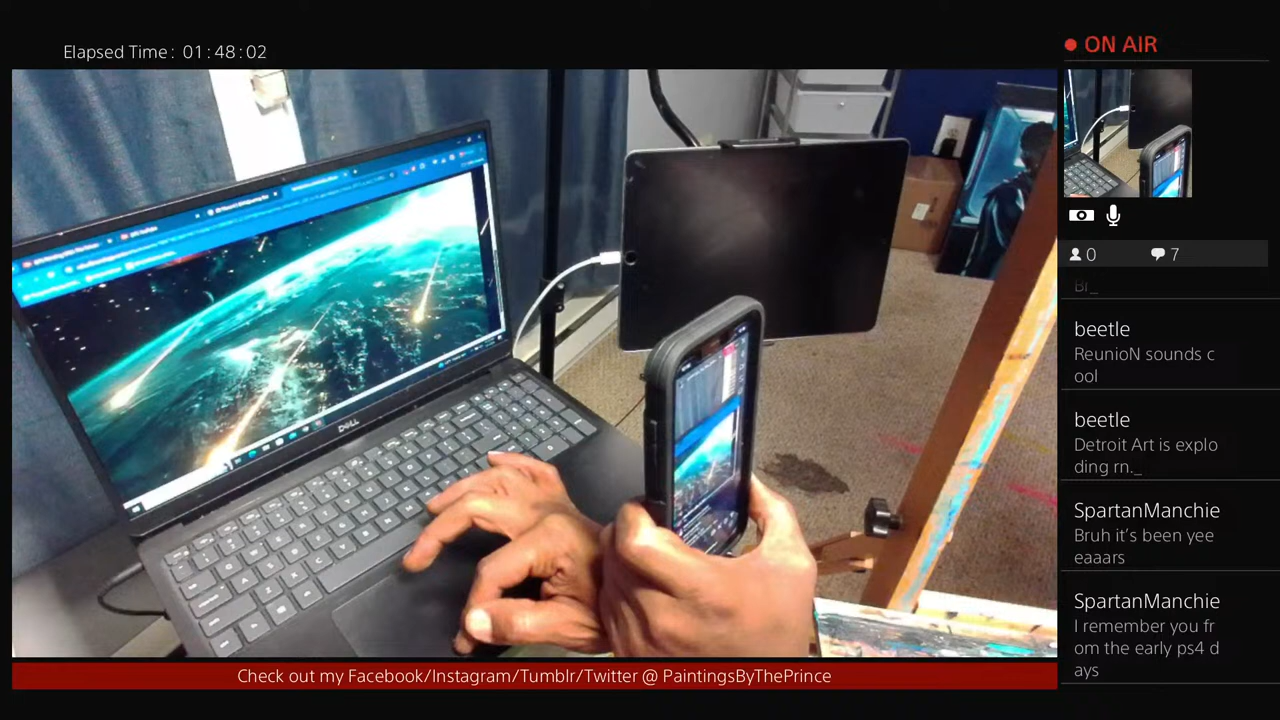 Elapsed Time: 01:48:02
ON AIR
0
7
beetle
ReunioN sounds c
ool
beetle
Detroit Art is explo
ding rn._
SpartanManchie
Bruh it's been yee
eaaars
SpartanManchie
I remember you fr
om the early ps4 d
ays
DELL
Check out my Facebook/Instagram/Tumblr/Twitter @ PaintingsByThePrince